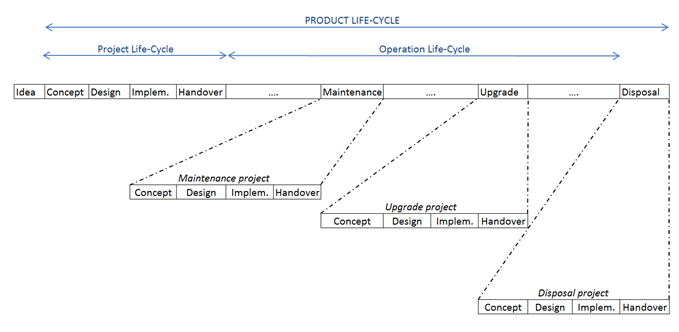 PRODUCT LIFE-CYCLE
Project Life-Cycle Operation Life-Cycle
Idea Concept Design Implem. Handover .... Maintenance .... Upgrade .... Disposal
Maintenance project
Concept Design Implem. Handover
Upgrade project
Concept Design Implem. Handover
Disposal project
Concept Design Implem. Handover